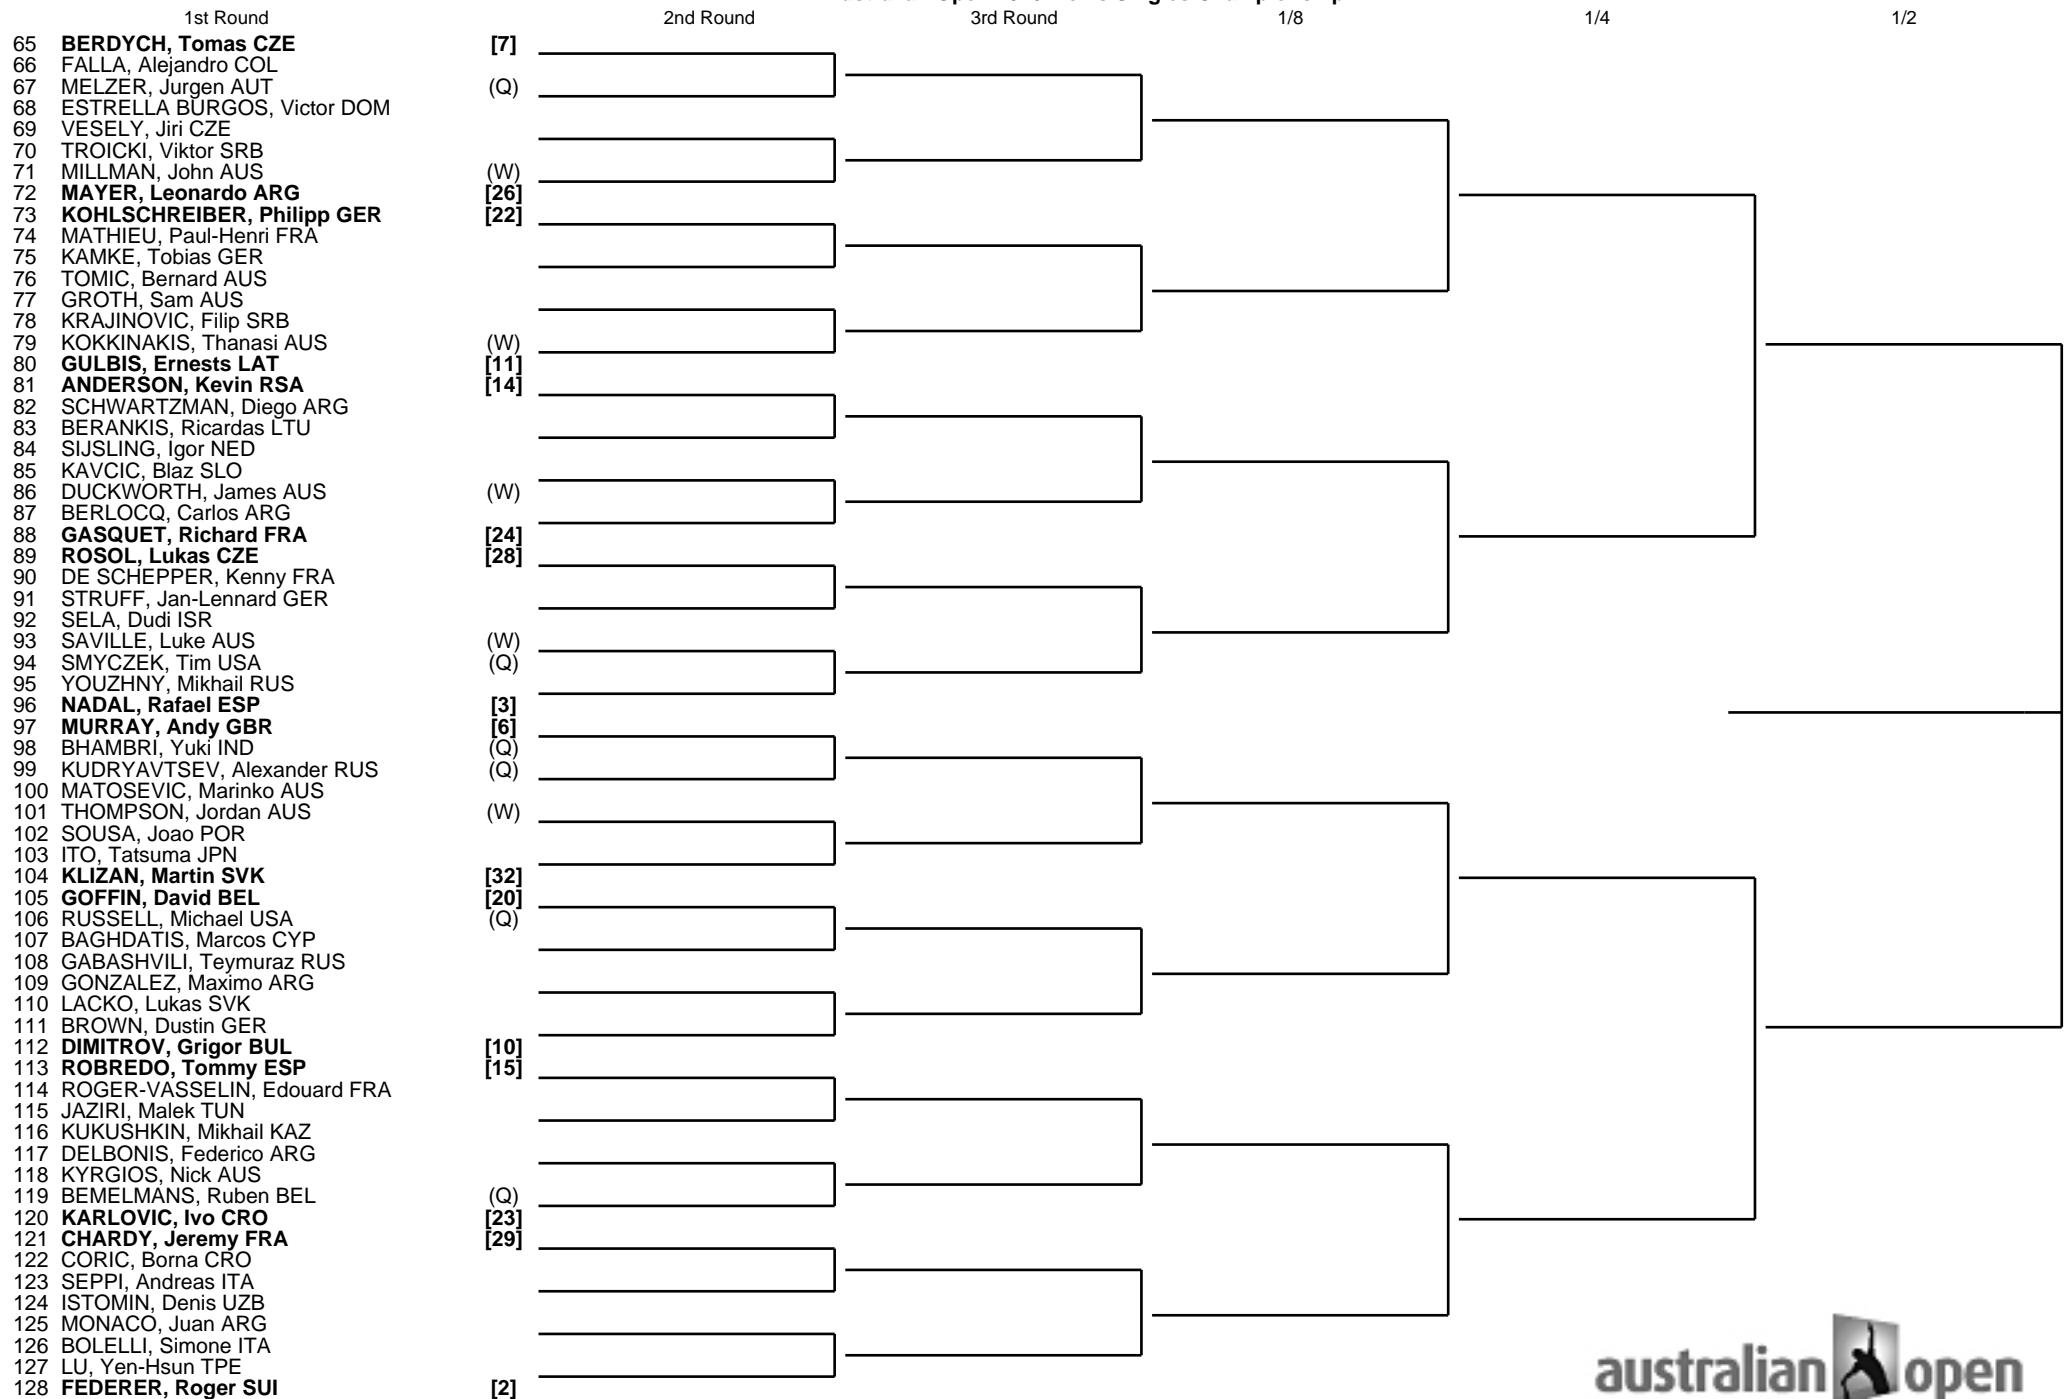 1st Round 2nd Round 3rd Round 1/8 1/4 1/2
65 BERDYCH, Tomas CZE [7]
66 FALLA, Alejandro COL
67 MELZER, Jurgen AUT (Q)
68 ESTRELLA BURGOS, Victor DOM
69 VESELY, Jiri CZE
70 TROICKI, Viktor SRB
71 MILLMAN, John AUS (W)
72 MAYER, Leonardo ARG [26]
73 KOHLSCHREIBER, Philipp GER [22]
74 MATHIEU, Paul-Henri FRA
75 KAMKE, Tobias GER
76 TOMIC, Bernard AUS
77 GROTH, Sam AUS
78 KRAJINOVIC, Filip SRB
79 KOKKINAKIS, Thanasi AUS (W)
80 GULBIS, Ernests LAT [11]
81 ANDERSON, Kevin RSA [14]
82 SCHWARTZMAN, Diego ARG
83 BERANKIS, Ricardas LTU
84 SIJSLING, Igor NED
85 KAVCIC, Blaz SLO
86 DUCKWORTH, James AUS (W)
87 BERLOCQ, Carlos ARG
88 GASQUET, Richard FRA [24]
89 ROSOL, Lukas CZE [28]
90 DE SCHEPPER, Kenny FRA
91 STRUFF, Jan-Lennard GER
92 SELA, Dudi ISR
93 SAVILLE, Luke AUS (W)
94 SMYCZEK, Tim USA (Q)
95 YOUZHNY, Mikhail RUS
96 NADAL, Rafael ESP [3]
97 MURRAY, Andy GBR [6]
98 BHAMBRI, Yuki IND (Q)
99 KUDRYAVTSEV, Alexander RUS (Q)
100 MATOSEVIC, Marinko AUS
101 THOMPSON, Jordan AUS (W)
102 SOUSA, Joao POR
103 ITO, Tatsuma JPN
104 KLIZAN, Martin SVK [32]
105 GOFFIN, David BEL [20]
106 RUSSELL, Michael USA (Q)
107 BAGHDATIS, Marcos CYP
108 GABASHVILI, Teymuraz RUS
109 GONZALEZ, Maximo ARG
110 LACKO, Lukas SVK
111 BROWN, Dustin GER
112 DIMITROV, Grigor BUL [10]
113 ROBREDO, Tommy ESP [15]
114 ROGER-VASSELIN, Edouard FRA
115 JAZIRI, Malek TUN
116 KUKUSHKIN, Mikhail KAZ
117 DELBONIS, Federico ARG
118 KYRGIOS, Nick AUS
119 BEMELMANS, Ruben BEL (Q)
120 KARLOVIC, Ivo CRO [23]
121 CHARDY, Jeremy FRA [29]
122 CORIC, Borna CRO
123 SEPPI, Andreas ITA
124 ISTOMIN, Denis UZB
125 MONACO, Juan ARG
126 BOLELLI, Simone ITA
127 LU, Yen-Hsun TPE
128 FEDERER, Roger SUI [2]
australian open